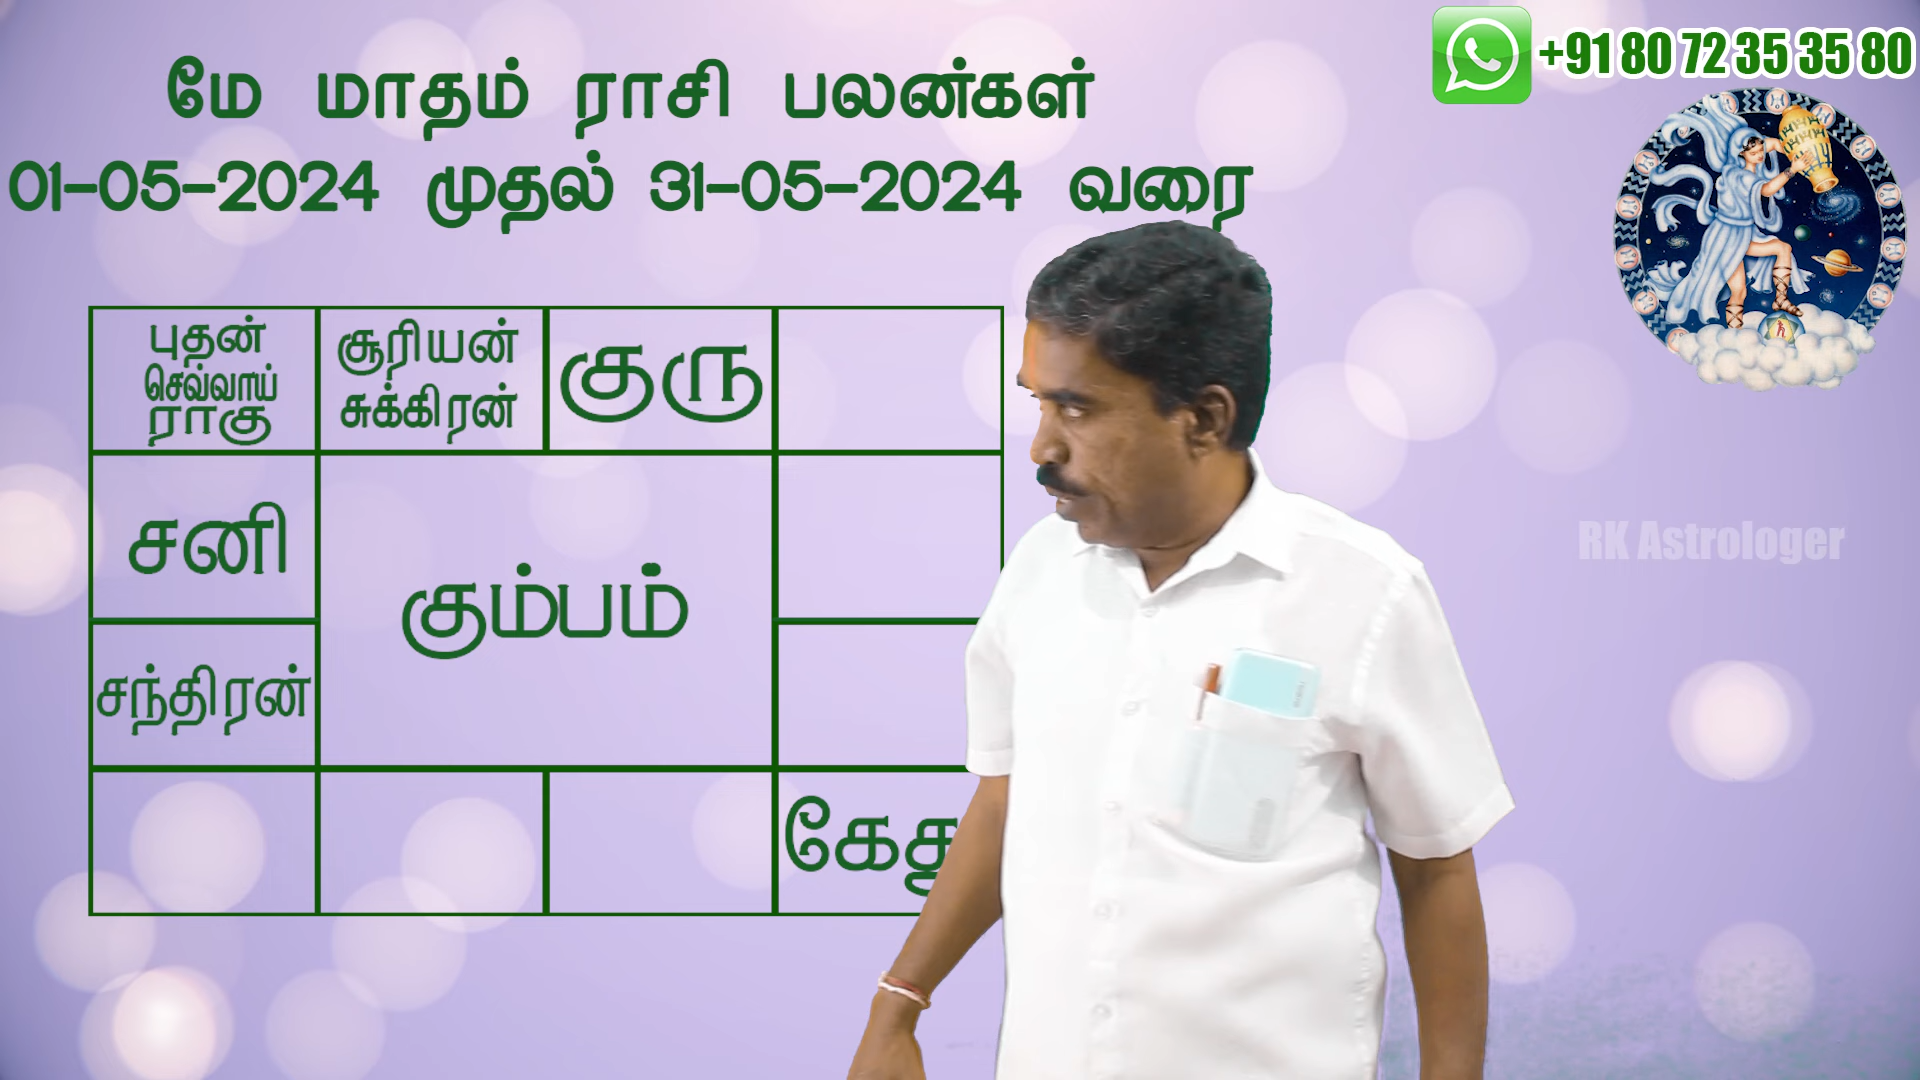 +91 80 72 35 35 80
மே மாதம் ராசி பலன்கள்
01-05-2024 முதல் 31-05-2024 வரை
புதன்
செவ்வாய்
ராகு
சூரியன்
சுக்கிரன்
குரு
சனி
கும்பம்
சந்திரன்
கேது
RK Astrologer